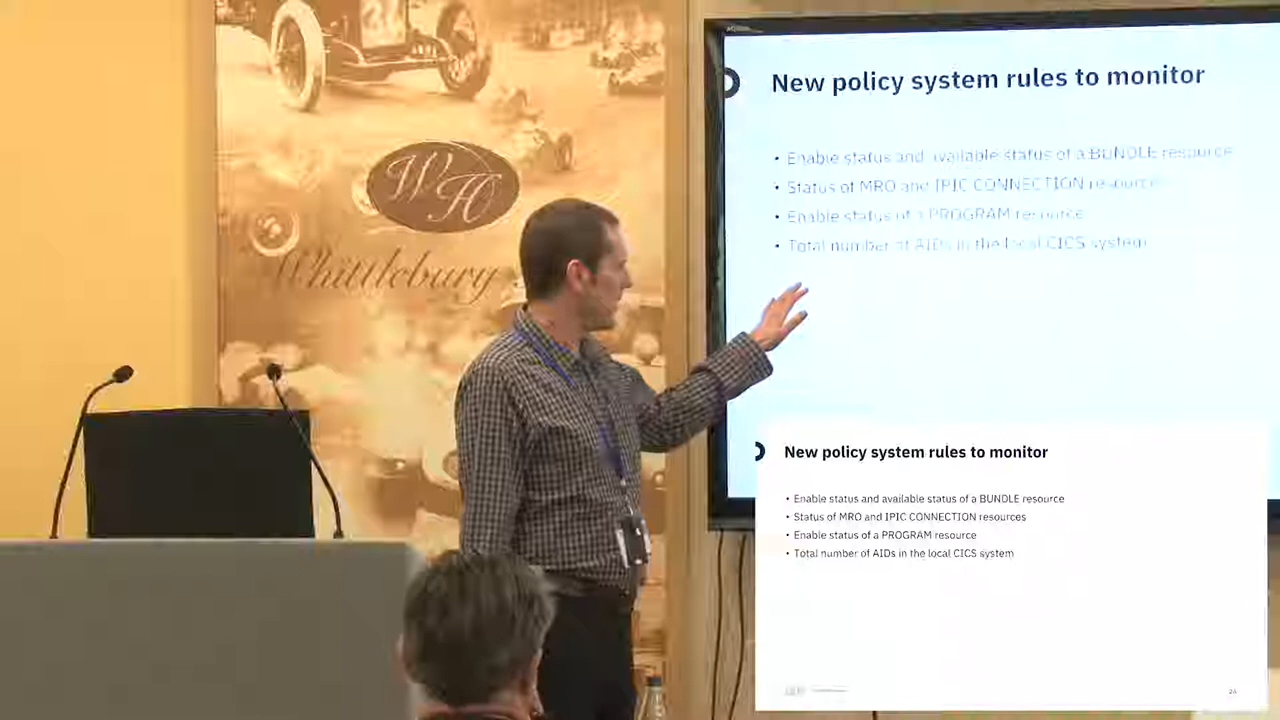 WH
Whittlebury
New policy system rules to monitor
• Enable status and available status of a BUNDLE resource
• Status of MRO and IPIC CONNECTION resources
• Enable status of a PROGRAM resource
• Total number of AIDs in the local CICS system
New policy system rules to monitor
• Enable status and available status of a BUNDLE resource
• Status of MRO and IPIC CONNECTION resources
• Enable status of a PROGRAM resource
• Total number of AIDs in the local CICS system